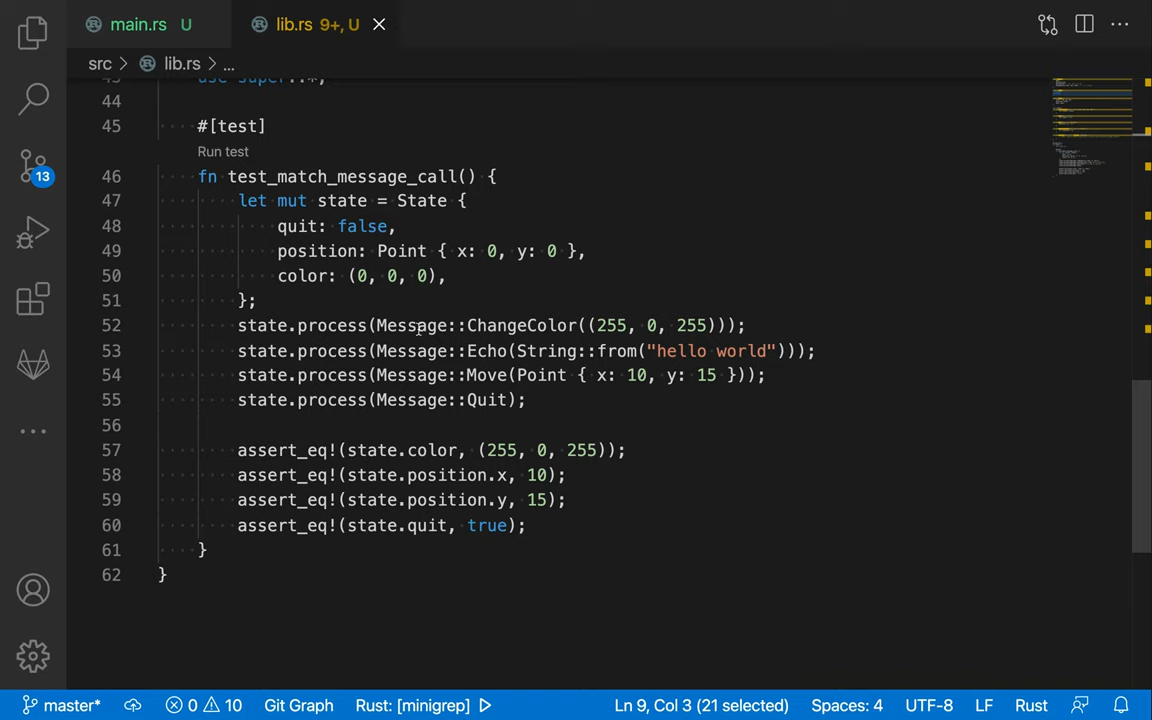 main.rs U lib.rs 9+, U
src > lib.rs > ...
43 use super::*;
44
45 #[test]
Run test
46 fn test_match_message_call() {
47 let mut state = State {
48 quit: false,
49 position: Point { x: 0, y: 0 },
50 color: (0, 0, 0),
51 };
52 state.process(Message::ChangeColor((255, 0, 255)));
53 state.process(Message::Echo(String::from("hello world")));
54 state.process(Message::Move(Point { x: 10, y: 15 }));
55 state.process(Message::Quit);
56
57 assert_eq!(state.color, (255, 0, 255));
58 assert_eq!(state.position.x, 10);
59 assert_eq!(state.position.y, 15);
60 assert_eq!(state.quit, true);
61 }
62 }
13
master* 0 10 Git Graph Rust: [minigrep] Ln 9, Col 3 (21 selected) Spaces: 4 UTF-8 LF Rust